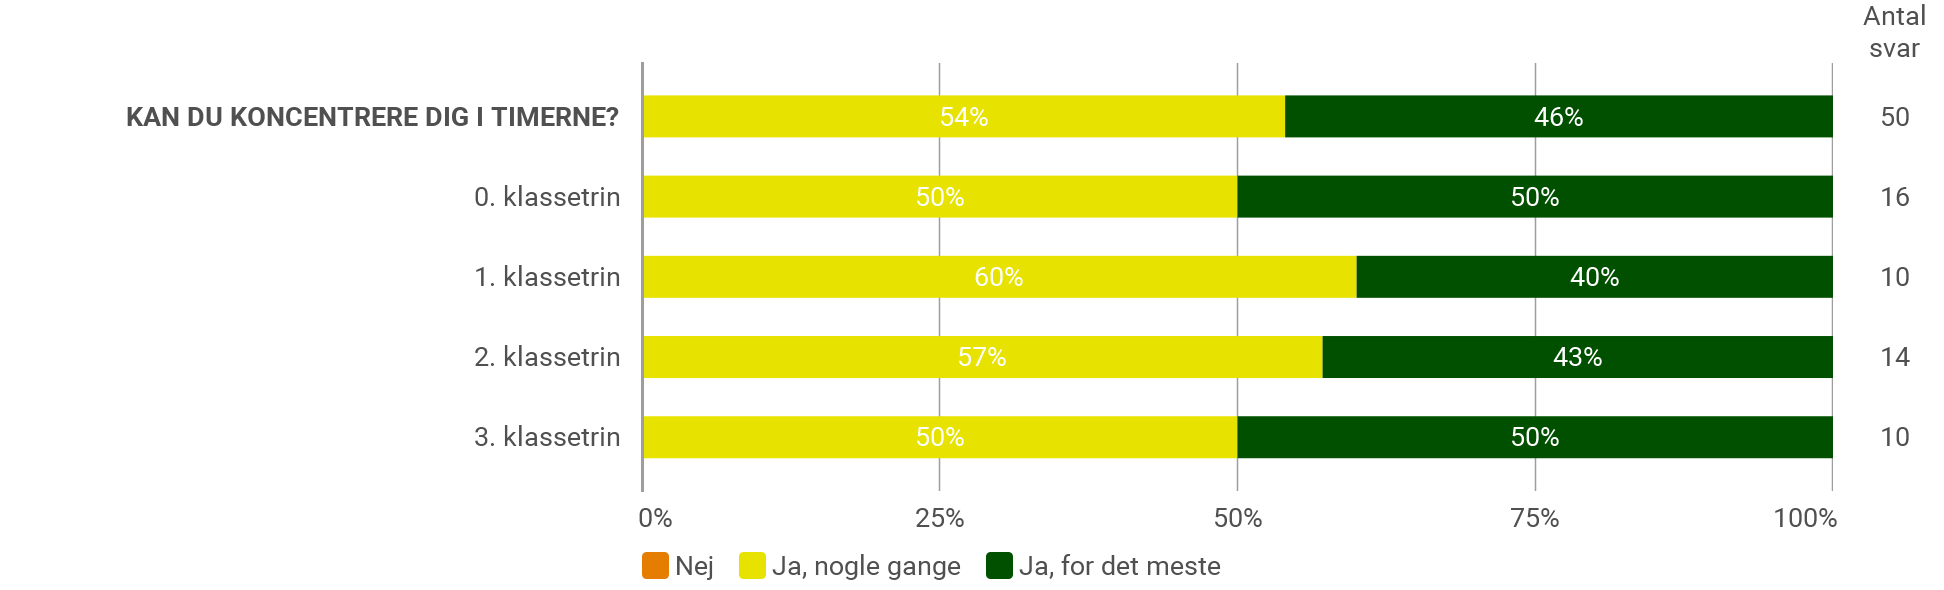 Antal
svar
KAN DU KONCENTRERE DIG I TIMERNE? 54% 46% 50
0. klassetrin 50% 50% 16
1. klassetrin 60% 40% 10
2. klassetrin 57% 43% 14
3. klassetrin 50% 50% 10
0% 25% 50% 75% 100%
Nej Ja, nogle gange Ja, for det meste